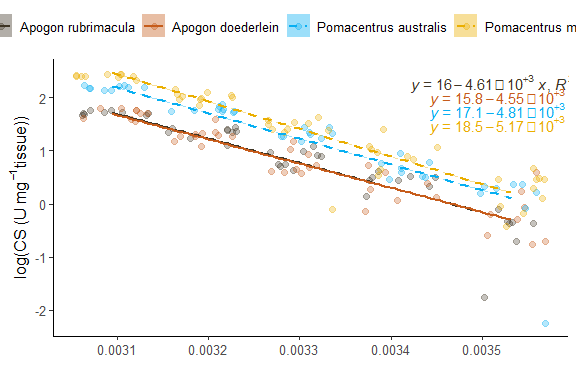 Apogon rubrimacula Apogon doederlein Pomacentrus australis Pomacentrus m
y = 16 – 4.61 □ 10⁺³ x, R
y = 15.8 – 4.55 □ 10⁺³
y = 17.1 – 4.81 □ 10⁺³
y = 18.5 – 5.17 □ 10⁺³
log(CS (U mg⁻¹tissue))
2
1
0
-1
-2
0.0031 0.0032 0.0033 0.0034 0.0035